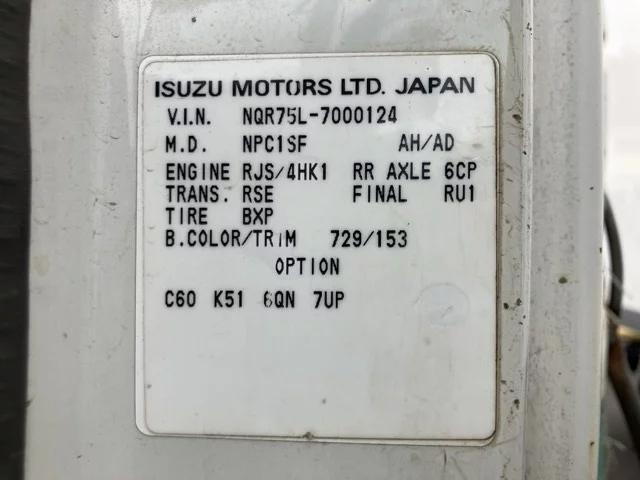 ISUZU MOTORS LTD. JAPAN
V.I.N. NQR75L-7000124
M.D. NPC1SF AH/AD
ENGINE RJS/4HK1 RR AXLE 6CP
TRANS. RSE FINAL RU1
TIRE BXP
B.COLOR/TRIM 729/153
OPTION
C60 K51 6QN 7UP